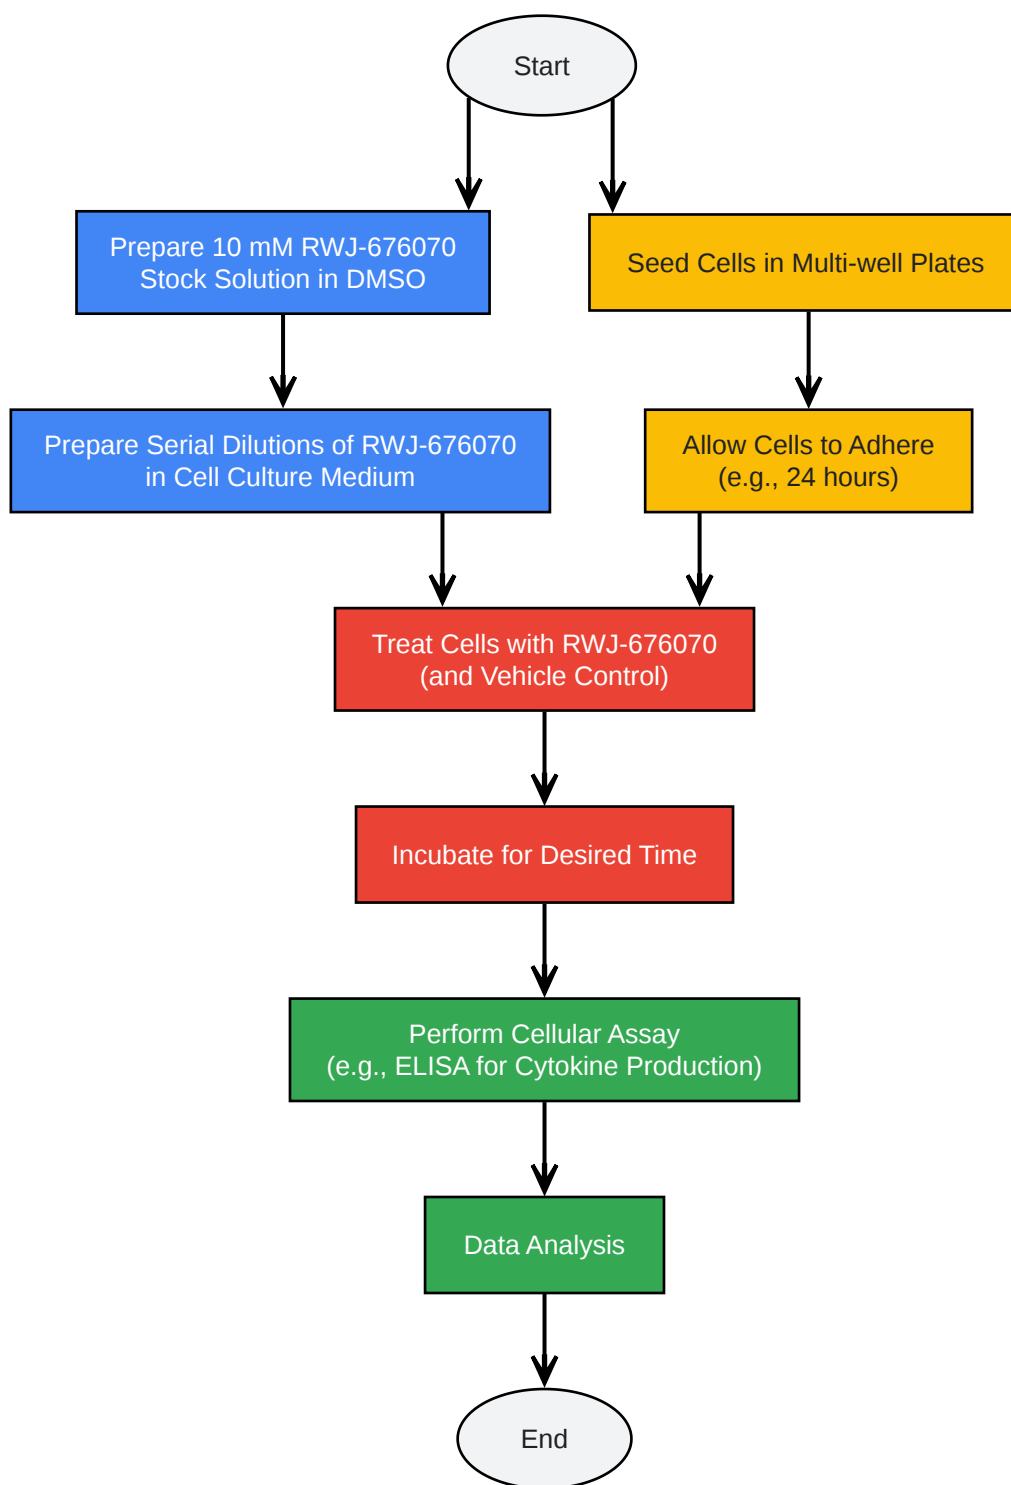 Start
Prepare 10 mM RWJ-676070
Stock Solution in DMSO
Seed Cells in Multi-well Plates
Prepare Serial Dilutions of RWJ-676070
in Cell Culture Medium
Allow Cells to Adhere
(e.g., 24 hours)
Treat Cells with RWJ-676070
(and Vehicle Control)
Incubate for Desired Time
Perform Cellular Assay
(e.g., ELISA for Cytokine Production)
Data Analysis
End